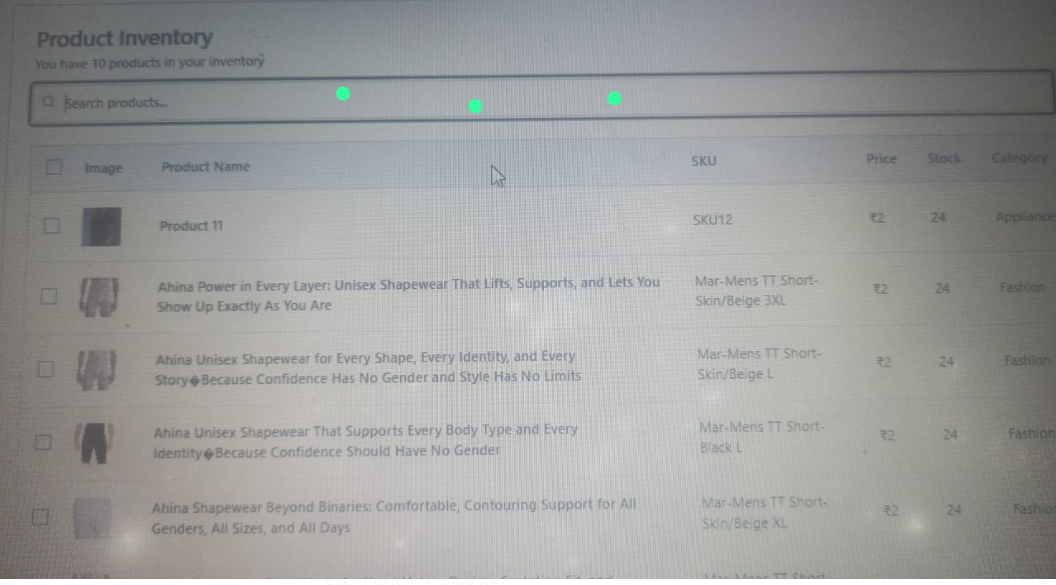 Product Inventory
You have 10 products in your inventory
Search products...
Image Product Name SKU Price Stock Category
Product 11 SKU12 ₹2 24 Appliance
Ahina Power in Every Layer: Unisex Shapewear That Lifts, Supports, and Lets You Mar-Mens TT Short- ₹2 24 Fashion
Show Up Exactly As You Are Skin/Beige 3XL
Ahina Unisex Shapewear for Every Shape, Every Identity, and Every Mar-Mens TT Short- ₹2 24 Fashion
Story�Because Confidence Has No Gender and Style Has No Limits Skin/Beige L
Ahina Unisex Shapewear That Supports Every Body Type and Every Mar-Mens TT Short- ₹2 24 Fashion
Identity�Because Confidence Should Have No Gender Black L
Ahina Shapewear Beyond Binaries: Comfortable, Contouring Support for All Mar-Mens TT Short- ₹2 24 Fashio
Genders, All Sizes, and All Days Skin/Beige XL
Mar-Mens TT Short-